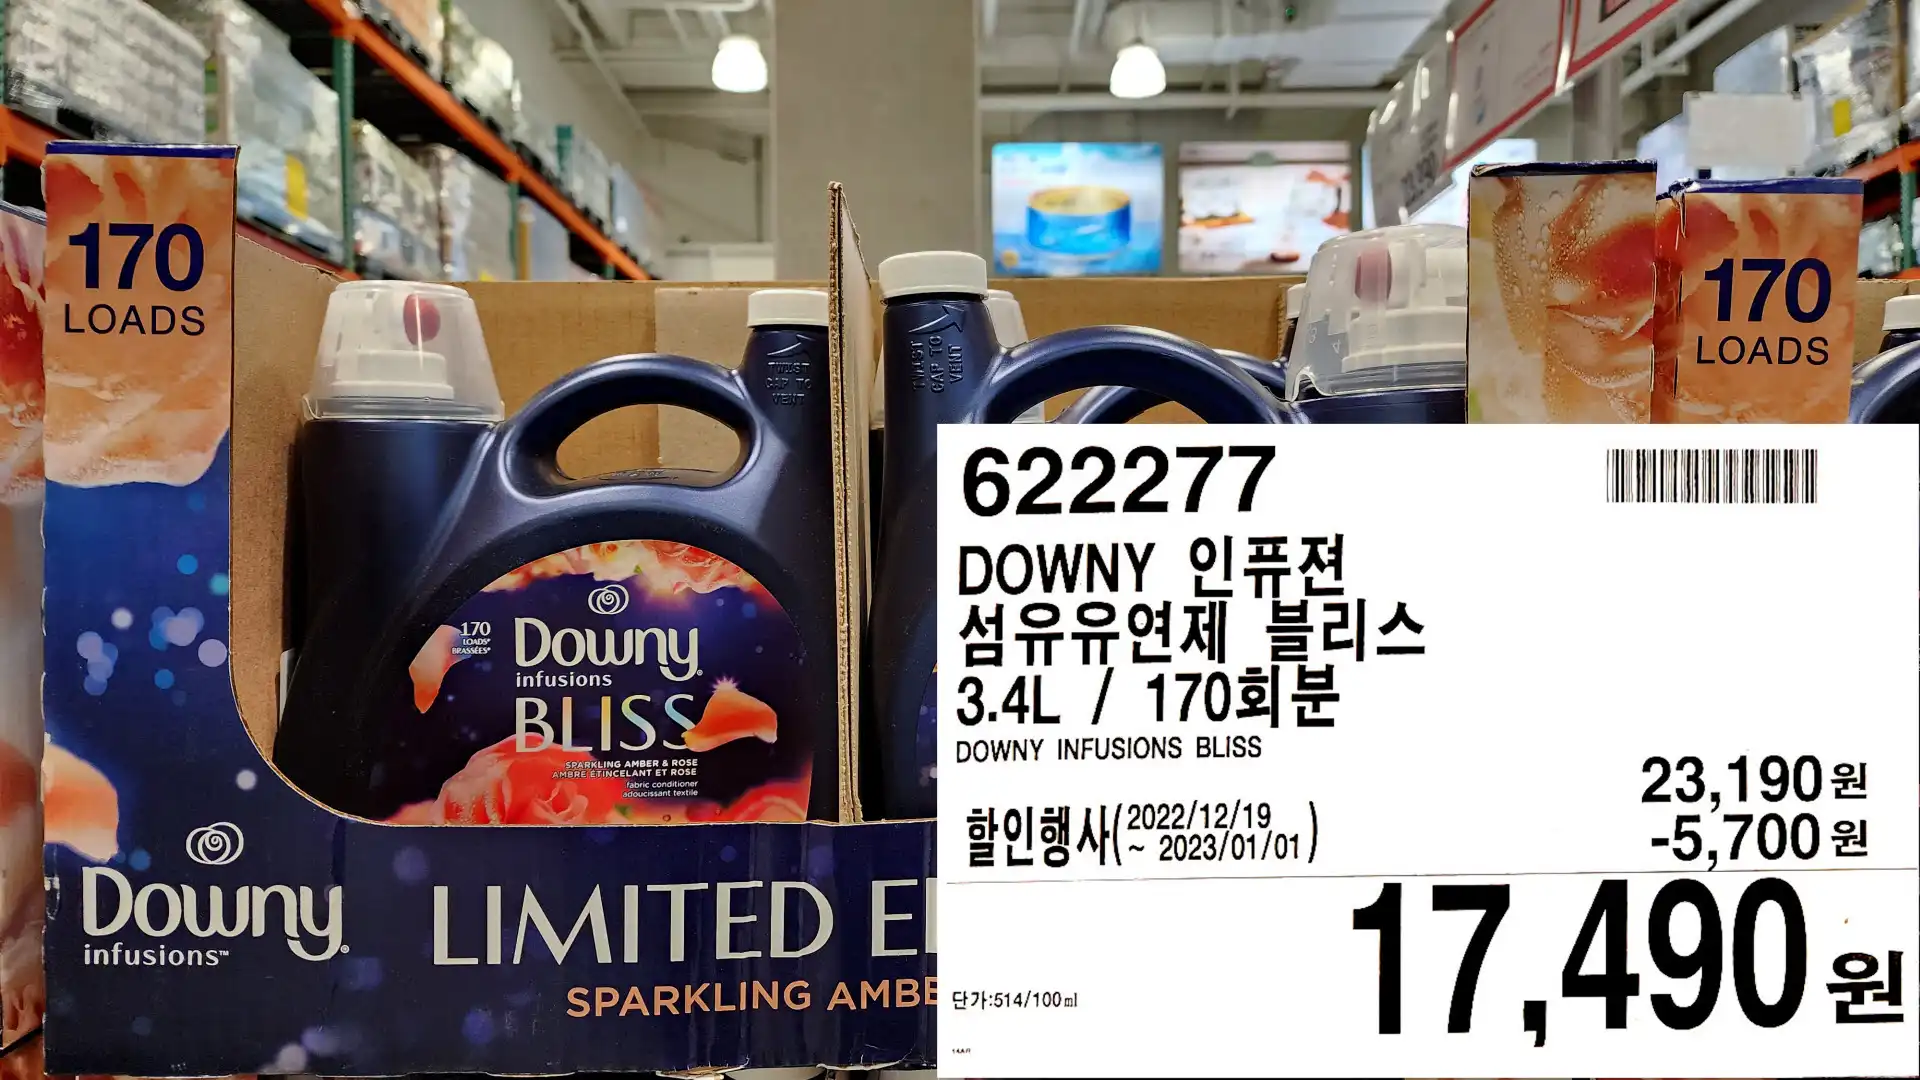 170
LOADS
170
LOADS
TWIST
CAP TO
VENT
TWIST
CAP TO
VENT
170
LOADS*
BRASSÉES*
Downy
infusions
BLISS
SPARKLING AMBER & ROSE
AMBRE ÉTINCELANT ET ROSE
fabric conditioner
adoucissant textile
Downy
infusions™
LIMITED E
SPARKLING AMBE
622277
DOWNY 인퓨젼
섬유유연제 블리스
3.4L / 170회분
DOWNY INFUSIONS BLISS
23,190원
할인행사(2022/12/19 ~ 2023/01/01)
-5,700원
17,490원
단가:514/100㎖